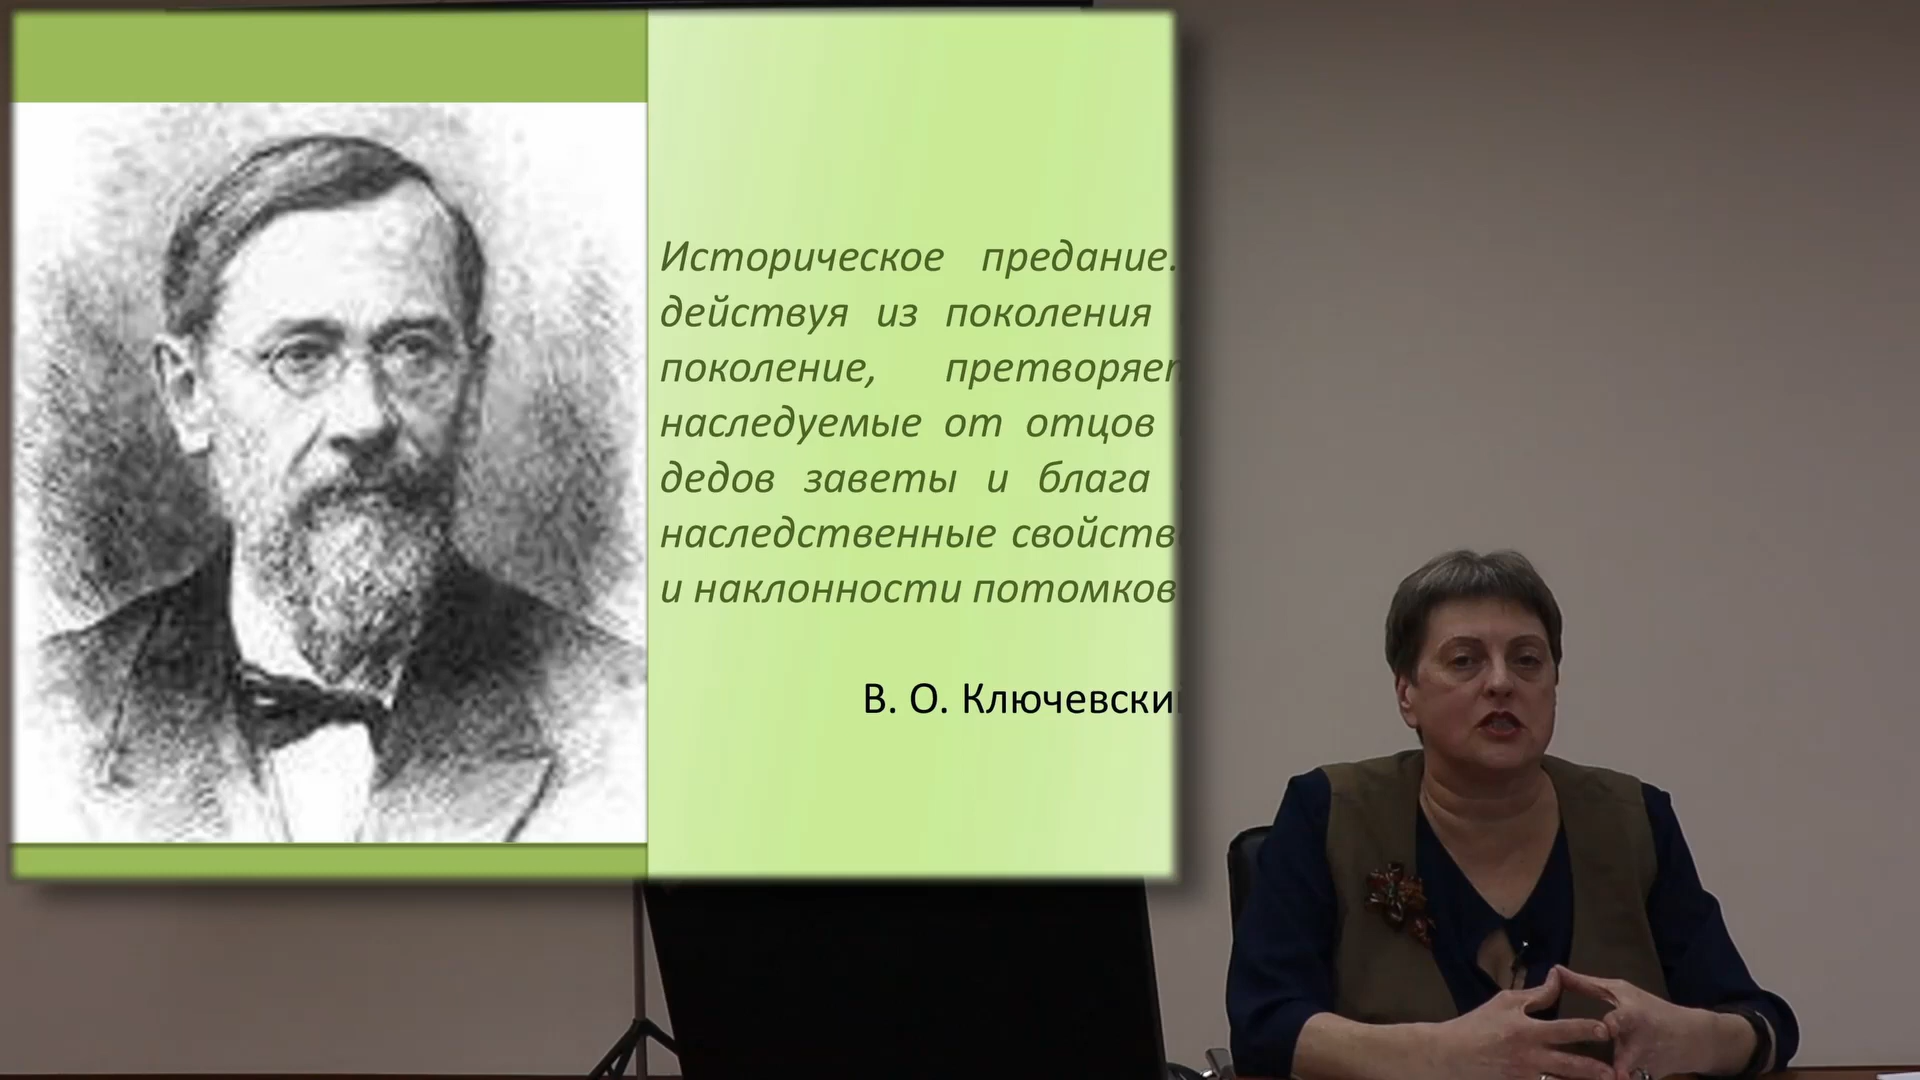 Историческое предание.
действуя из поколения
поколение, претворяет
наследуемые от отцов
дедов заветы и блага
наследственные свойств
и наклонности потомков
В. О. Ключевский